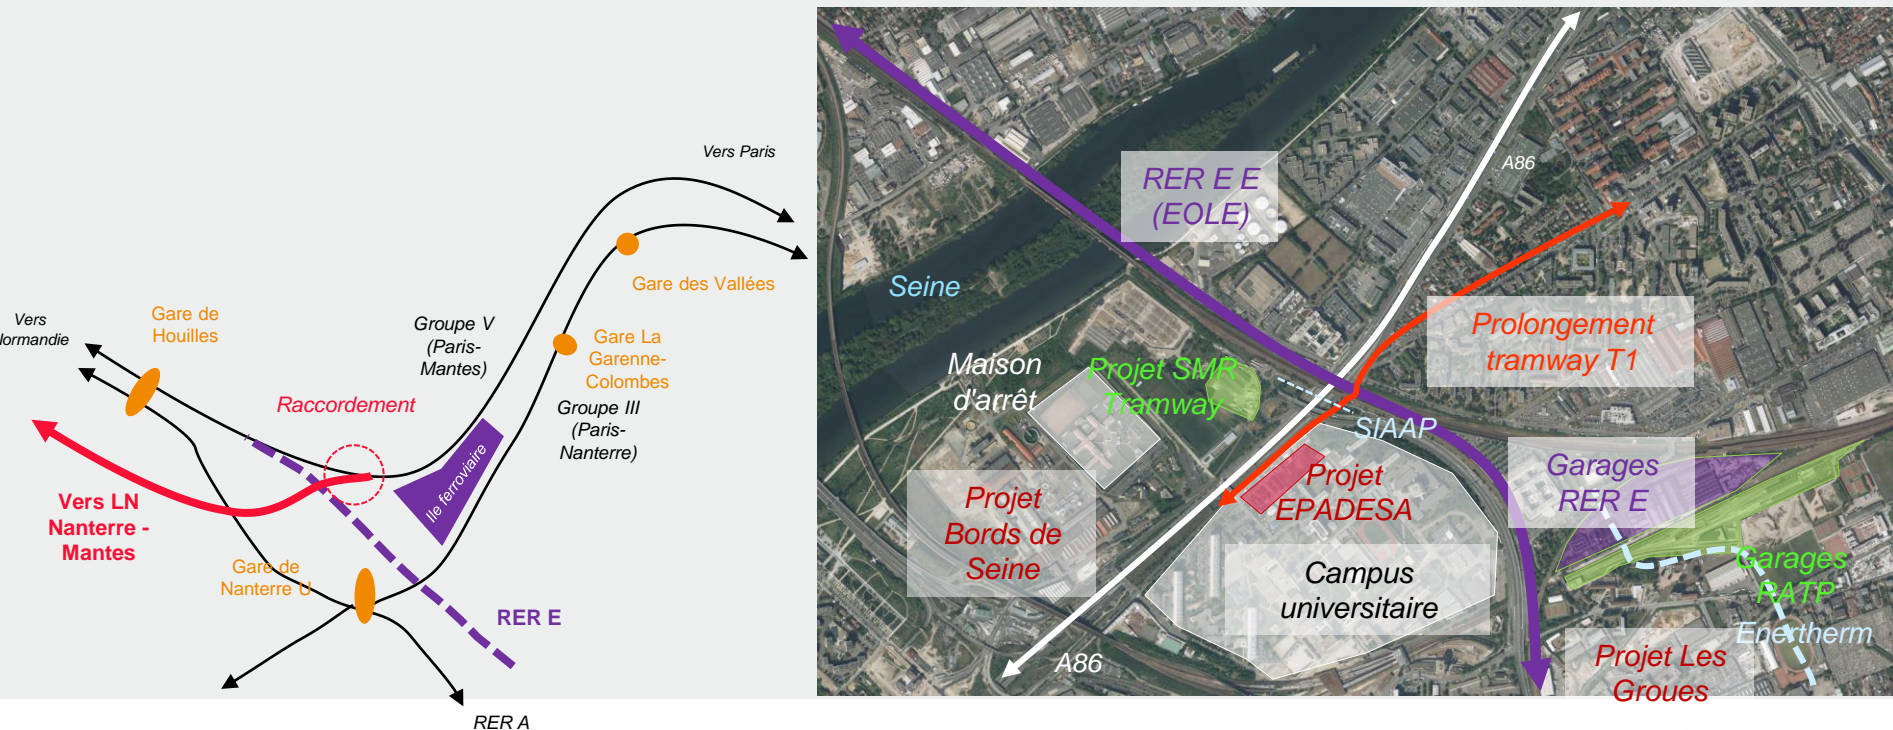 Vers Paris
Gare des Vallées
Gare de
Houilles
Vers
lormandie
Groupe V
(Paris-
Mantes)
Gare La
Garenne-
Colombes
Groupe III
(Paris-
Nanterre)
Raccordement
Ile ferroviaire
Vers LN
Nanterre -
Mantes
Gare de
Nanterre U
RER E
RER A
A86
RER E E
(EOLE)
Seine
Prolongement
tramway T1
Maison
d'arrêt
Projet SMR
Tramway
SIAAP
Garages
RER E
Projet
EPADESA
Projet
Bords de
Seine
Campus
universitaire
Garages
RATP
Enertherm
A86
Projet Les
Groues